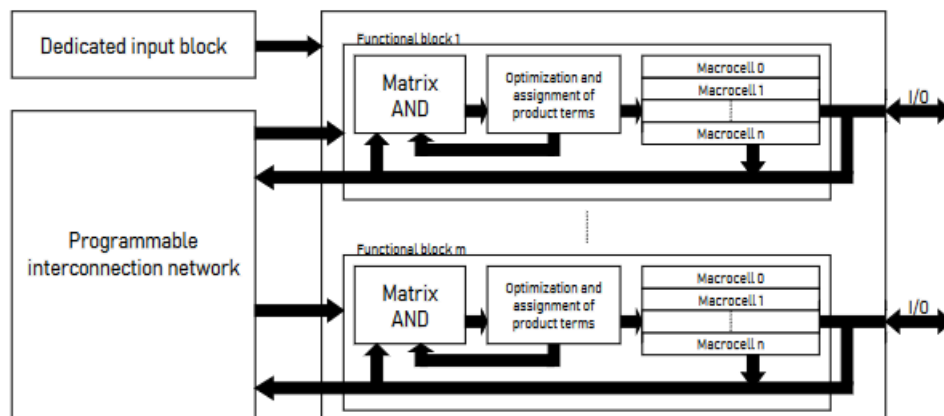 Dedicated input block
Programmable
interconnection network
Functional block 1
Matrix
AND
Optimization and
assignment of
product terms
Macrocell 0
Macrocell 1
Macrocell n
I/O
Functional block m
Matrix
AND
Optimization and
assignment of
product terms
Macrocell 0
Macrocell 1
Macrocell n
I/O